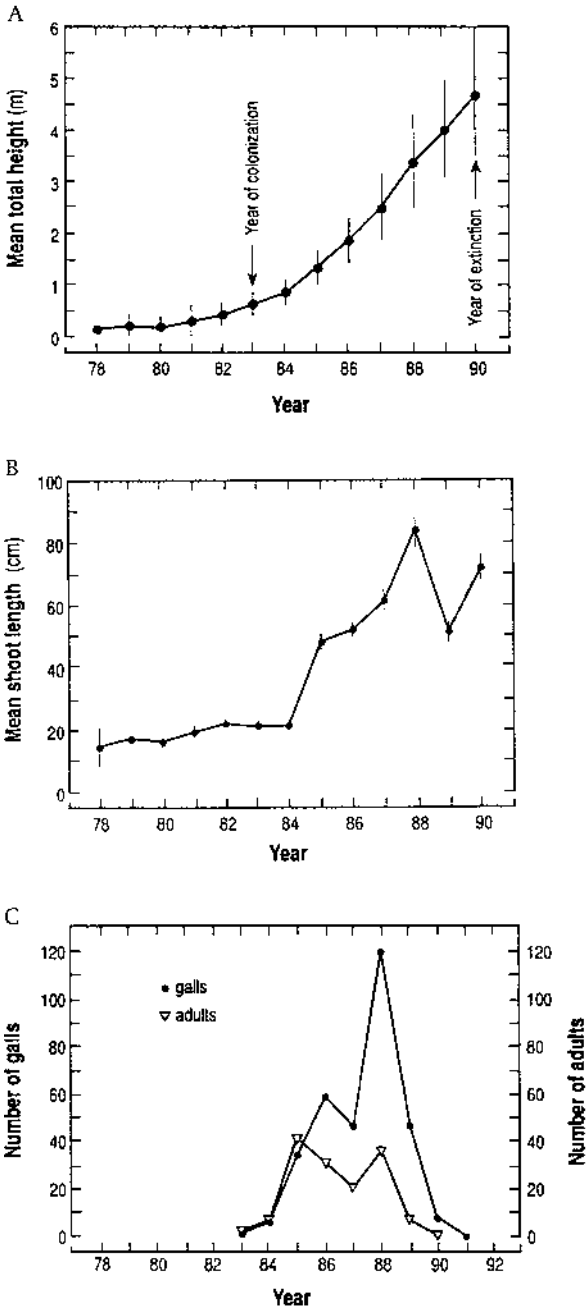 A
6
5
4
3
2
1
0
Mean total height (m)
Year of colonization
Year of extinction
78 80 82 84 86 88 90
Year
B
100
80
60
40
20
0
Mean shoot length (cm)
78 80 82 84 86 88 90
Year
C
120
100
80
60
40
20
0
Number of galls
galls
adults
120
100
80
60
40
20
0
Number of adults
78 80 82 84 86 88 90 92
Year